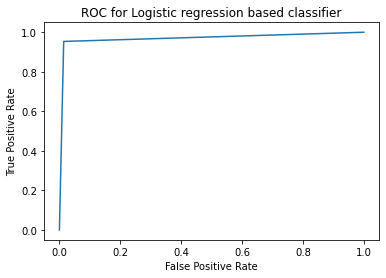 ROC for Logistic regression based classifier
1.0
0.8
0.6
0.4
0.2
0.0
True Positive Rate
0.0 0.2 0.4 0.6 0.8 1.0
False Positive Rate